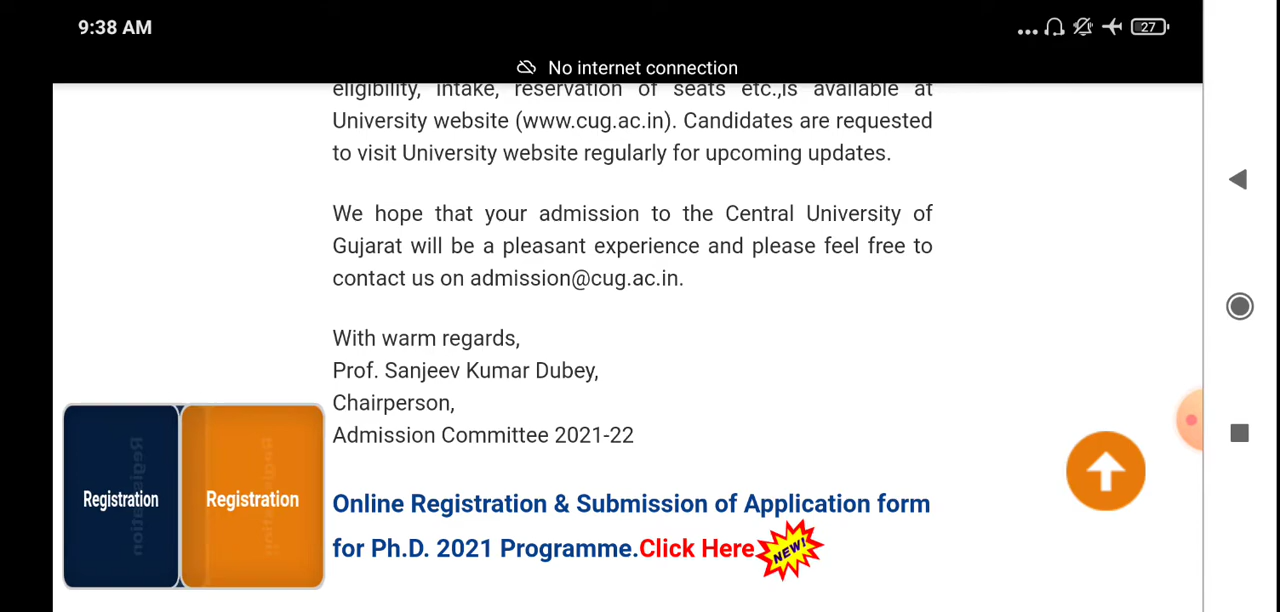 9:38 AM
27
No internet connection
eligibility, intake, reservation of seats etc.,is available at
University website (www.cug.ac.in). Candidates are requested
to visit University website regularly for upcoming updates.
We hope that your admission to the Central University of
Gujarat will be a pleasant experience and please feel free to
contact us on admission@cug.ac.in.
With warm regards,
Prof. Sanjeev Kumar Dubey,
Chairperson,
Admission Committee 2021-22
Registration
Registration
Registration
Registration
Online Registration & Submission of Application form
for Ph.D. 2021 Programme.Click Here NEW!